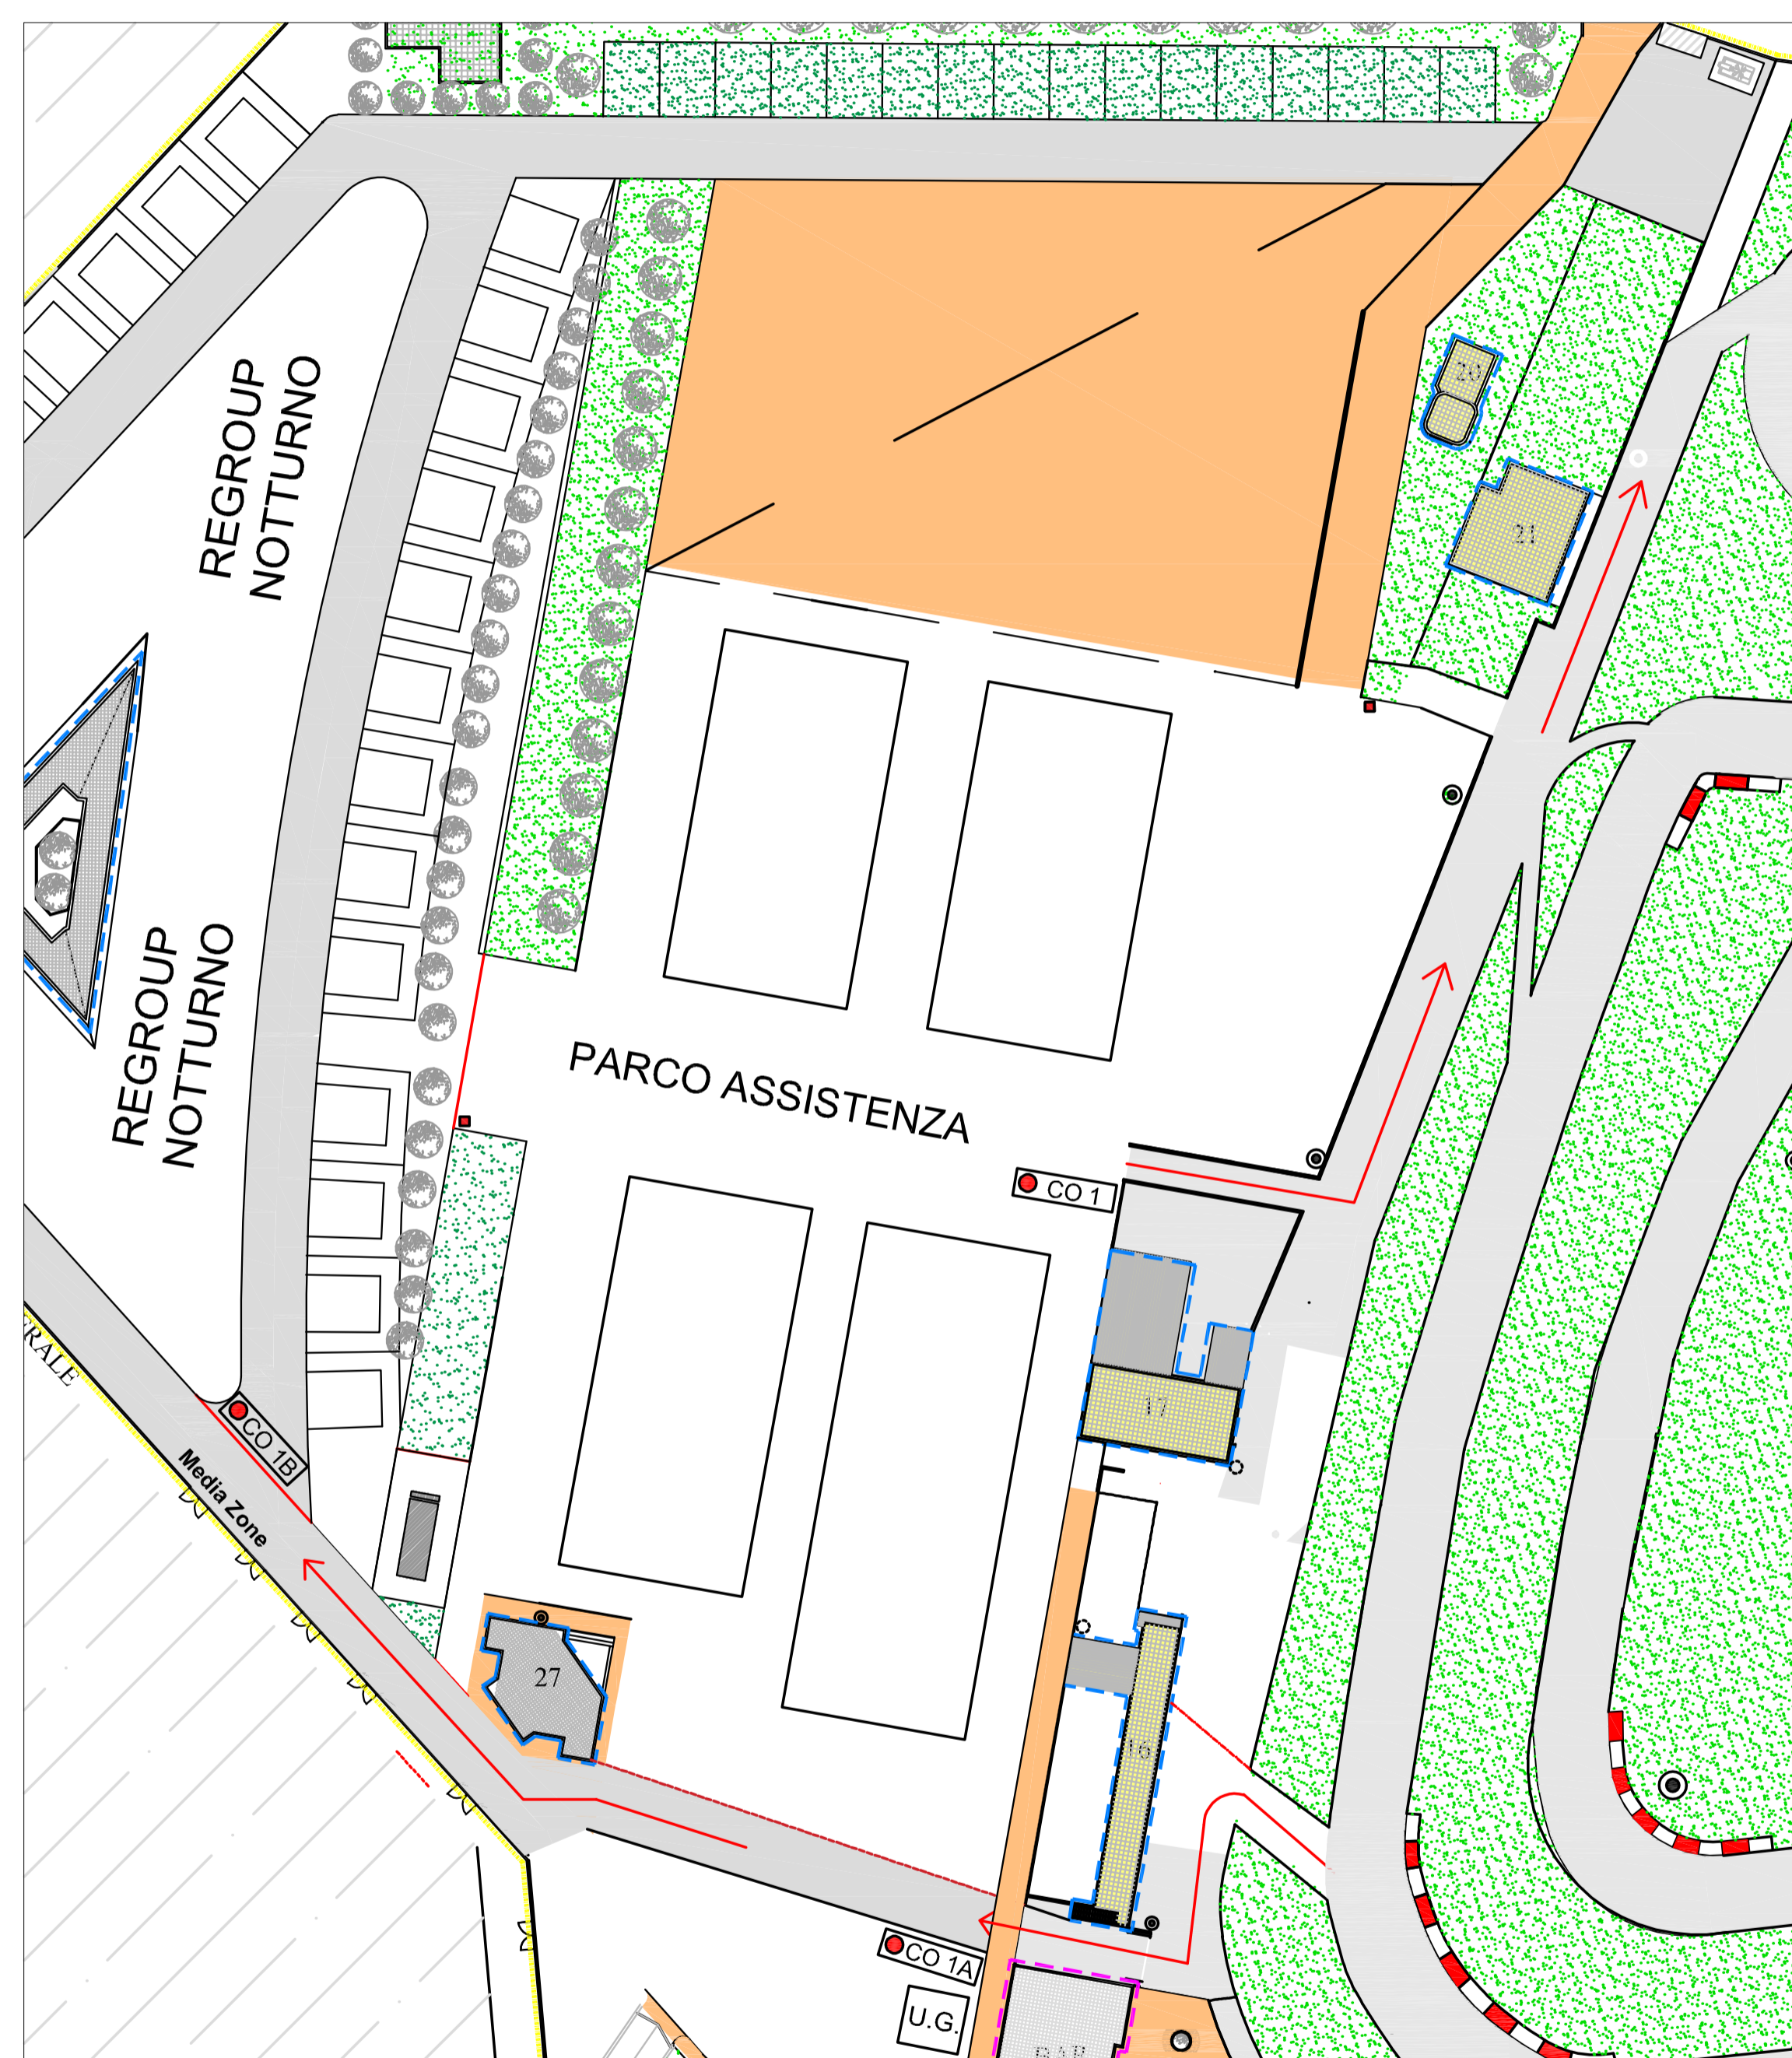 REGROUP
NOTTURNO
20
21
REGROUP
NOTTURNO
PARCO ASSISTENZA
CO 1
17
CO 1B
Media Zone
27
16
CO 1A
U.G.
BAR